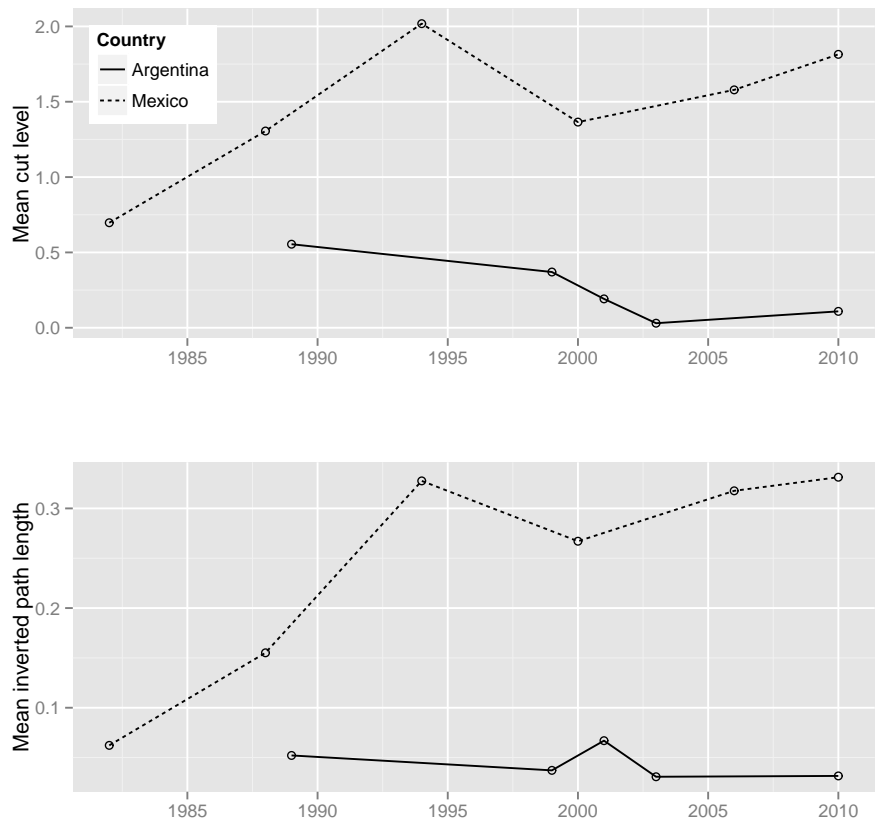 Mean cut level
2.0
1.5
1.0
0.5
0.0
Country
Argentina
Mexico
1985 1990 1995 2000 2005 2010
Mean inverted path length
0.3
0.2
0.1
1985 1990 1995 2000 2005 2010